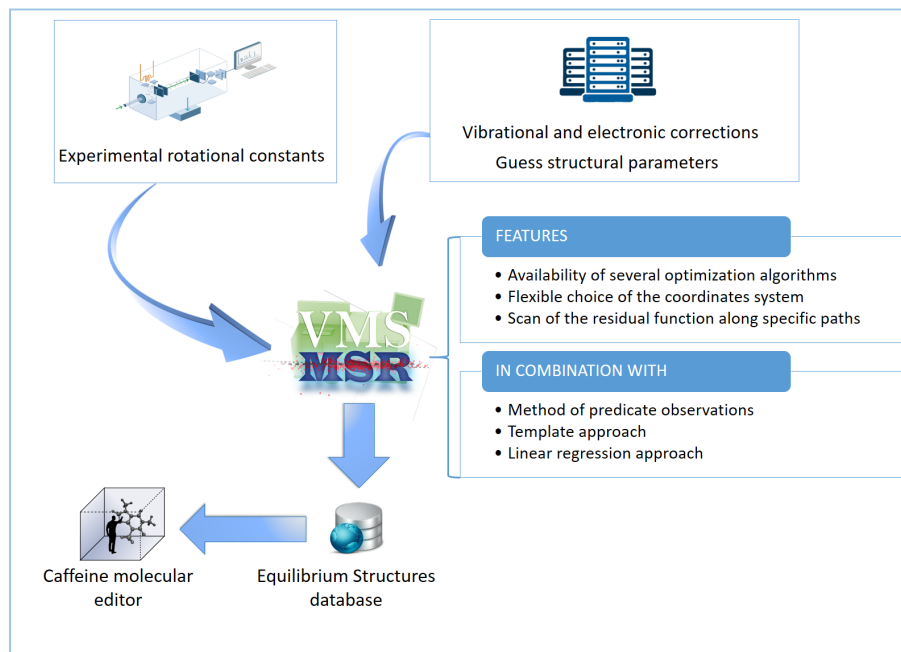 Experimental rotational constants
Vibrational and electronic corrections
Guess structural parameters
FEATURES
• Availability of several optimization algorithms
• Flexible choice of the coordinates system
• Scan of the residual function along specific paths
VMS
MSR
IN COMBINATION WITH
• Method of predicate observations
• Template approach
• Linear regression approach
Caffeine molecular
editor
Equilibrium Structures
database